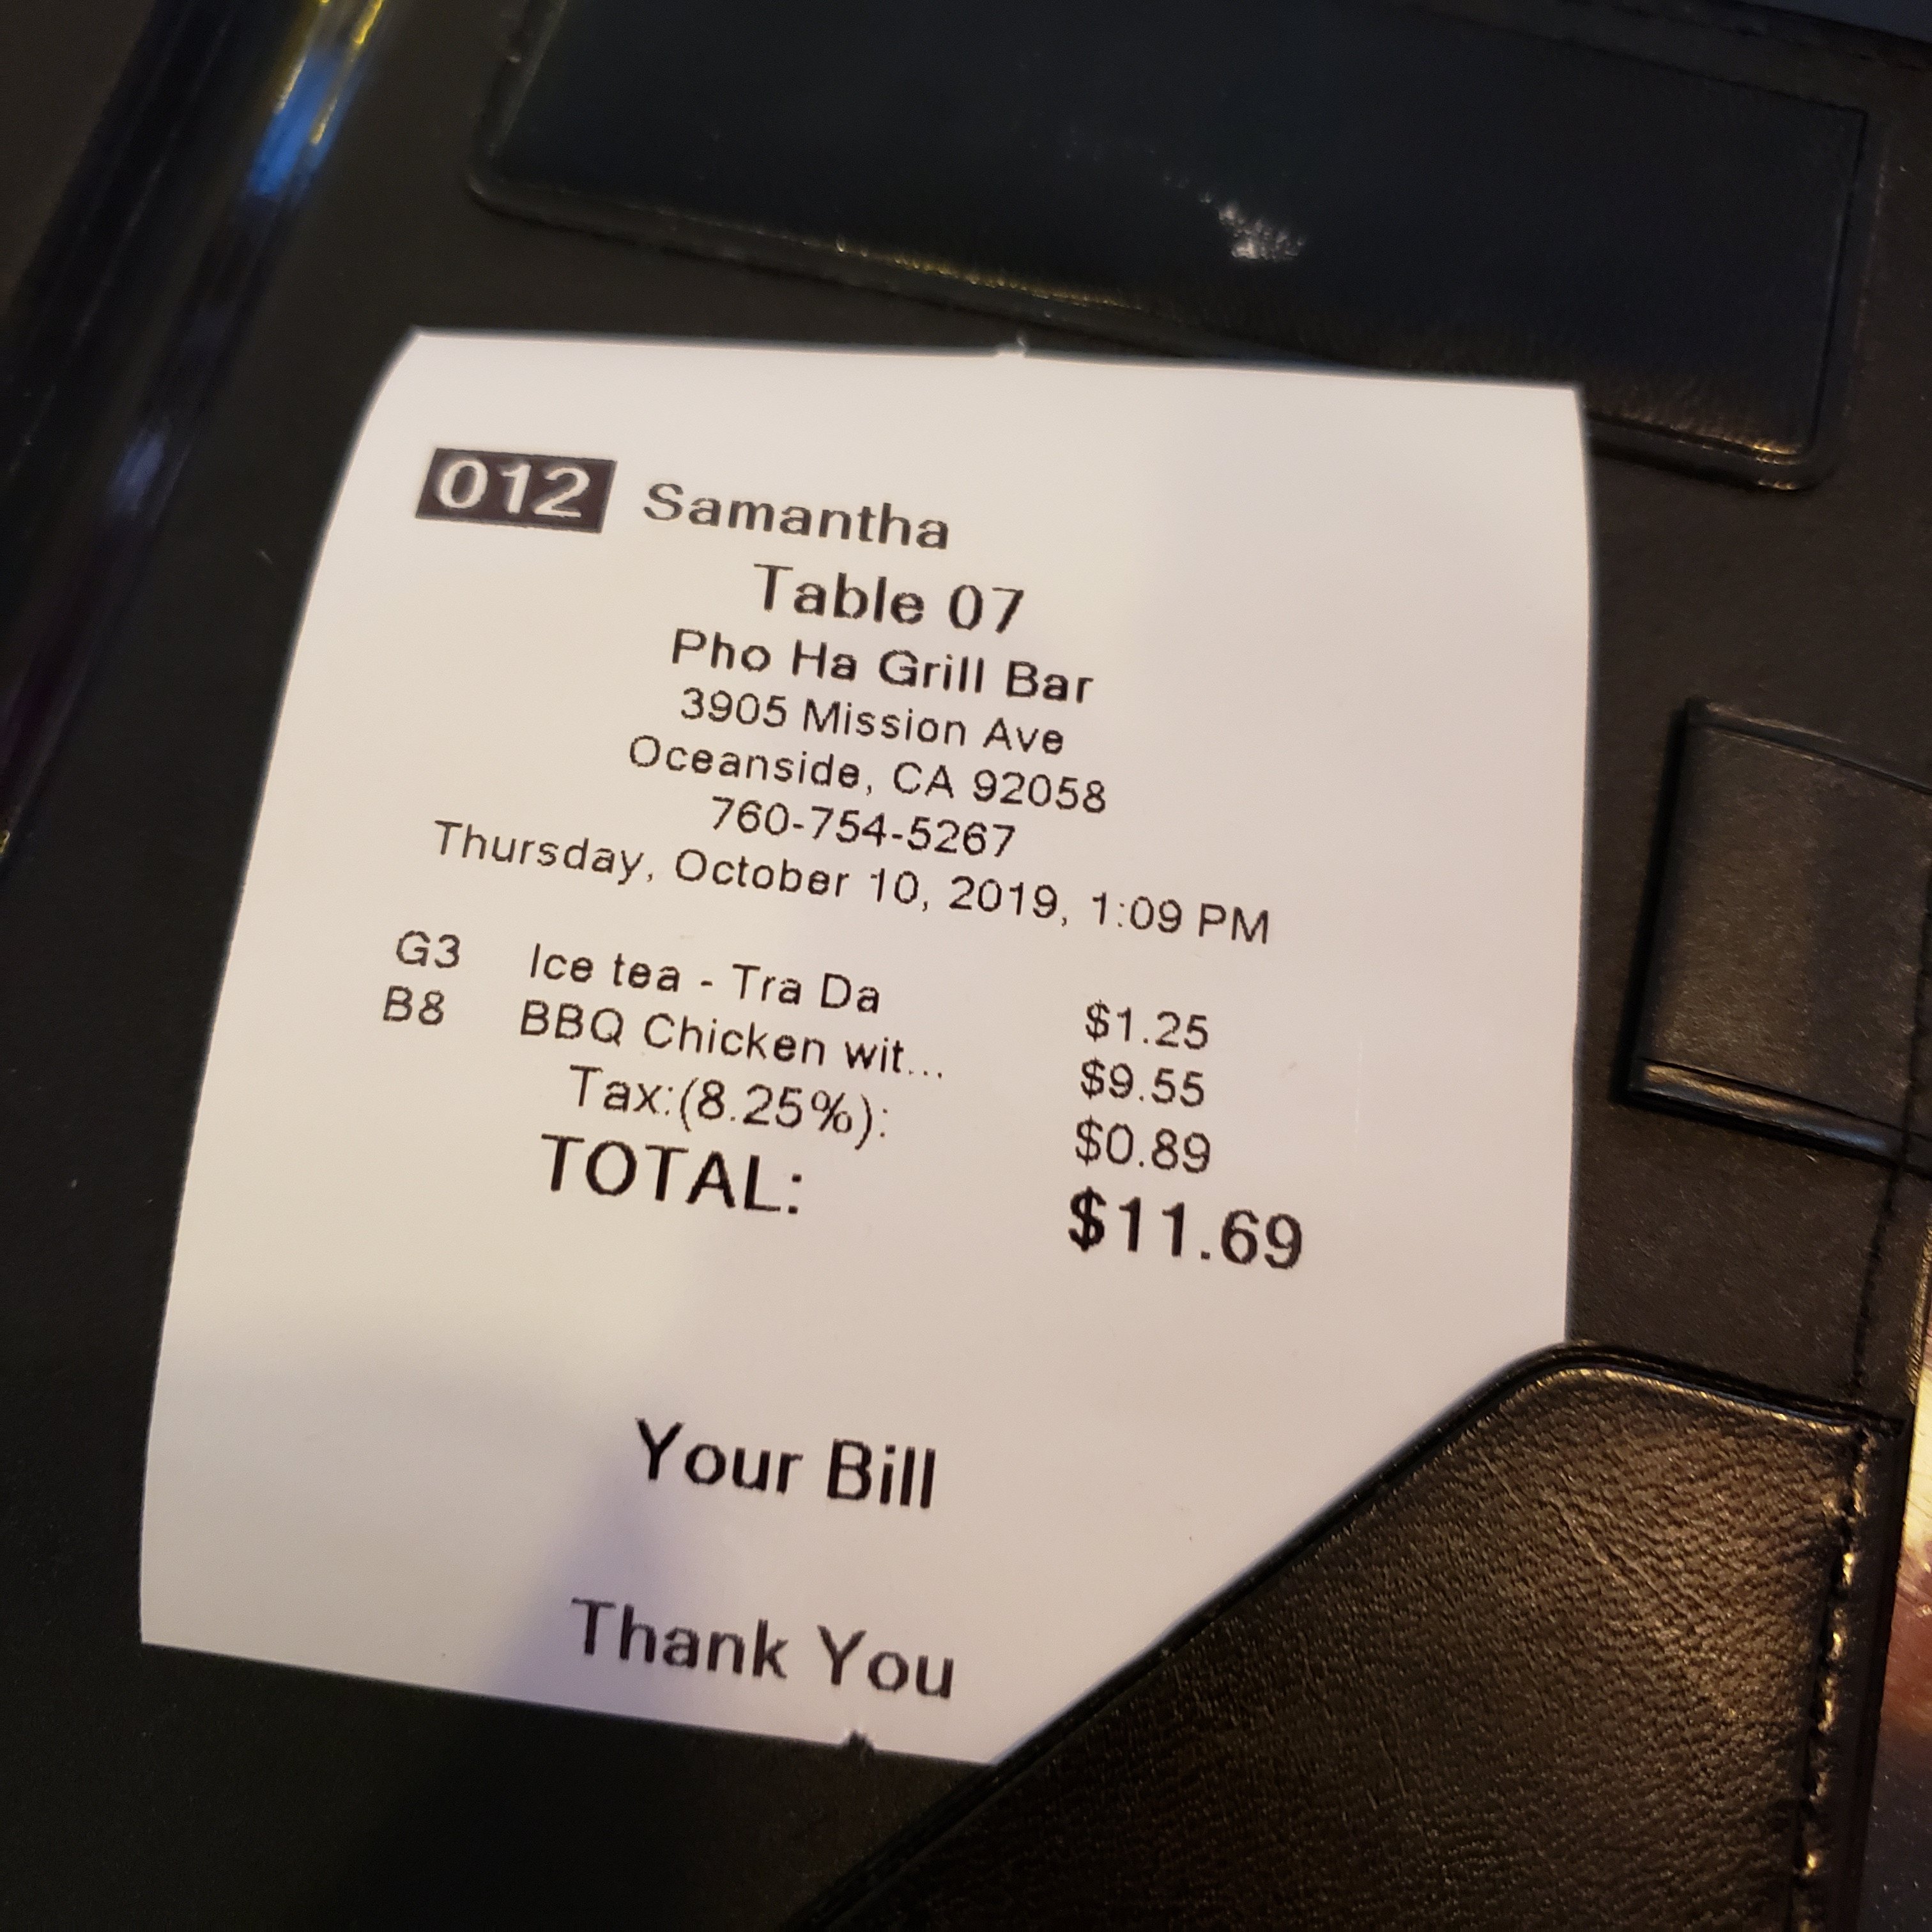 012 Samantha
Table 07
Pho Ha Grill Bar
3905 Mission Ave
Oceanside, CA 92058
760-754-5267
Thursday, October 10, 2019, 1:09 PM
G3 Ice tea - Tra Da $1.25
B8 BBQ Chicken wit... $9.55
Tax:(8.25%): $0.89
TOTAL: $11.69
Your Bill
Thank You